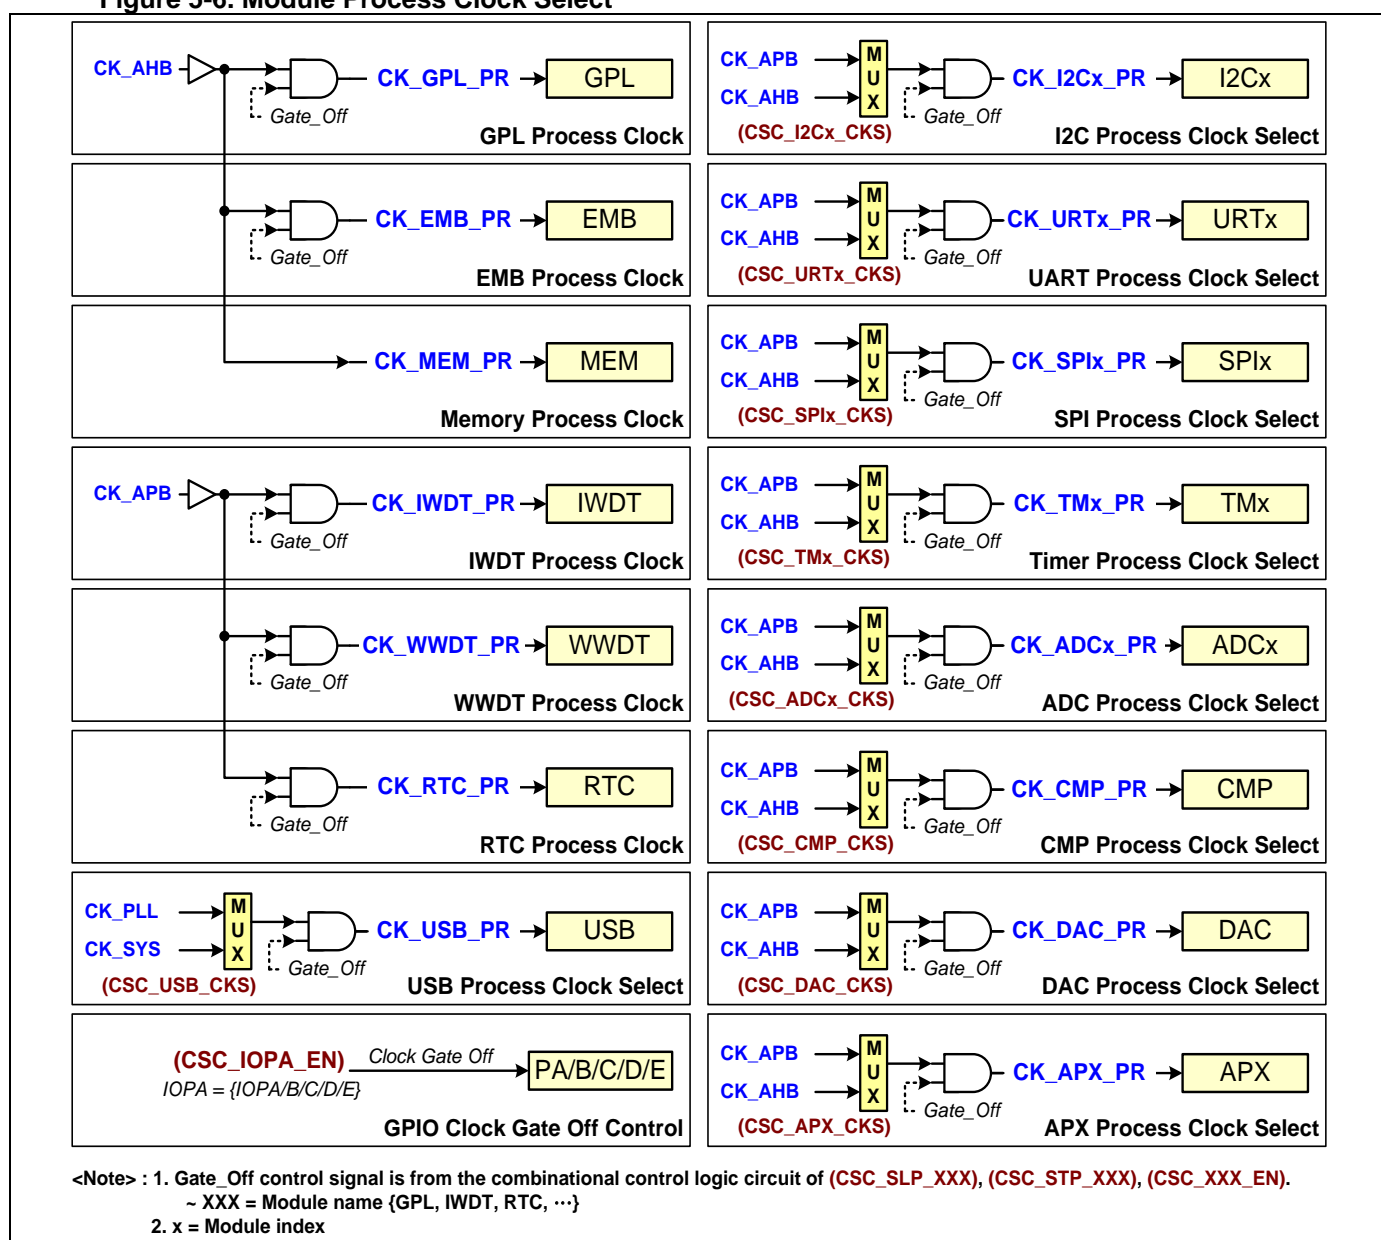 Figure 5-6. Module Process Clock Select
CK_AHB
CK_GPL_PR
GPL
Gate_Off
GPL Process Clock
CK_EMB_PR
EMB
Gate_Off
EMB Process Clock
CK_MEM_PR
MEM
Memory Process Clock
CK_APB
CK_IWDT_PR
IWDT
Gate_Off
IWDT Process Clock
CK_WWDT_PR
WWDT
Gate_Off
WWDT Process Clock
CK_RTC_PR
RTC
Gate_Off
RTC Process Clock
CK_PLL
CK_SYS
MUX
(CSC_USB_CKS)
Gate_Off
CK_USB_PR
USB
USB Process Clock Select
(CSC_IOPA_EN)
IOPA = {IOPA/B/C/D/E}
Clock Gate Off
PA/B/C/D/E
GPIO Clock Gate Off Control
CK_APB
CK_AHB
MUX
(CSC_I2Cx_CKS)
Gate_Off
CK_I2Cx_PR
I2Cx
I2C Process Clock Select
CK_APB
CK_AHB
MUX
(CSC_URTx_CKS)
Gate_Off
CK_URTx_PR
URTx
UART Process Clock Select
CK_APB
CK_AHB
MUX
(CSC_SPIx_CKS)
Gate_Off
CK_SPIx_PR
SPIx
SPI Process Clock Select
CK_APB
CK_AHB
MUX
(CSC_TMx_CKS)
Gate_Off
CK_TMx_PR
TMx
Timer Process Clock Select
CK_APB
CK_AHB
MUX
(CSC_ADCx_CKS)
Gate_Off
CK_ADCx_PR
ADCx
ADC Process Clock Select
CK_APB
CK_AHB
MUX
(CSC_CMP_CKS)
Gate_Off
CK_CMP_PR
CMP
CMP Process Clock Select
CK_APB
CK_AHB
MUX
(CSC_DAC_CKS)
Gate_Off
CK_DAC_PR
DAC
DAC Process Clock Select
CK_APB
CK_AHB
MUX
(CSC_APX_CKS)
Gate_Off
CK_APX_PR
APX
APX Process Clock Select
<Note> : 1. Gate_Off control signal is from the combinational control logic circuit of (CSC_SLP_XXX), (CSC_STP_XXX), (CSC_XXX_EN).
~ XXX = Module name {GPL, IWDT, RTC, ···}
2. x = Module index